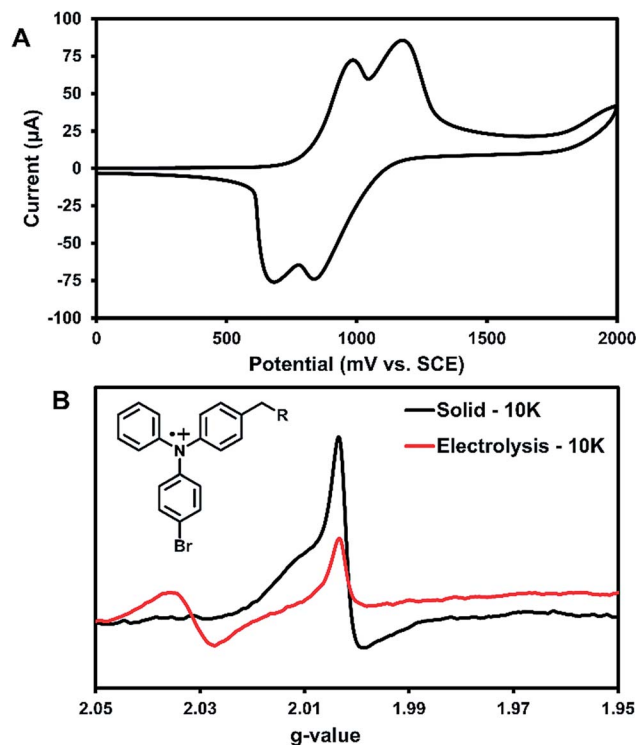 A
100
75
50
25
0
-25
-50
-75
-100
Current (µA)
0
500
1000
1500
2000
Potential (mV vs. SCE)
B
Solid - 10K
Electrolysis - 10K
R
•+
N
Br
2.05
2.03
2.01
1.99
1.97
1.95
g-value